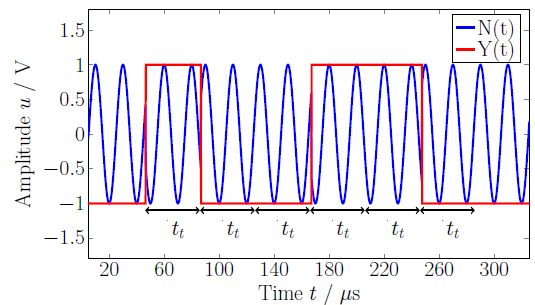 N(t)
Y(t)
Amplitude u / V
1.5
1
0.5
0
−0.5
−1
−1.5
t_t t_t t_t t_t t_t t_t
20 60 100 140 180 220 260 300
Time t / μs